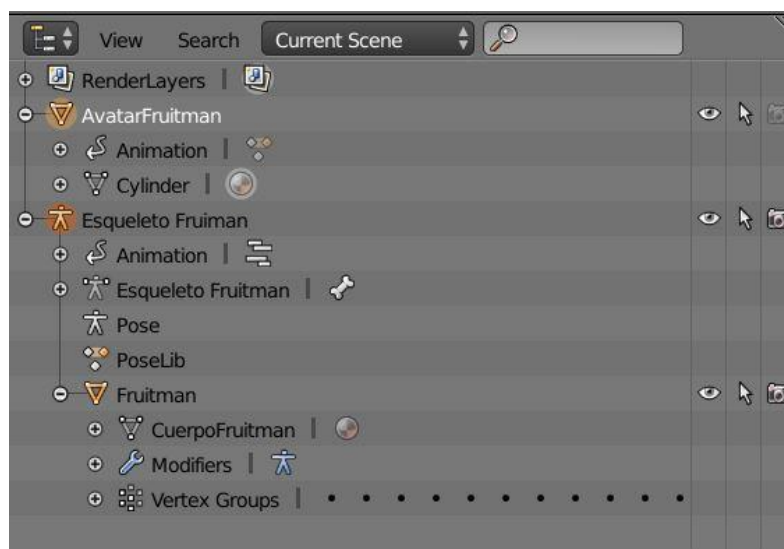 View Search Current Scene
RenderLayers
AvatarFruitman
Animation
Cylinder
Esqueleto Fruiman
Animation
Esqueleto Fruitman
Pose
PoseLib
Fruitman
CuerpoFruitman
Modifiers
Vertex Groups